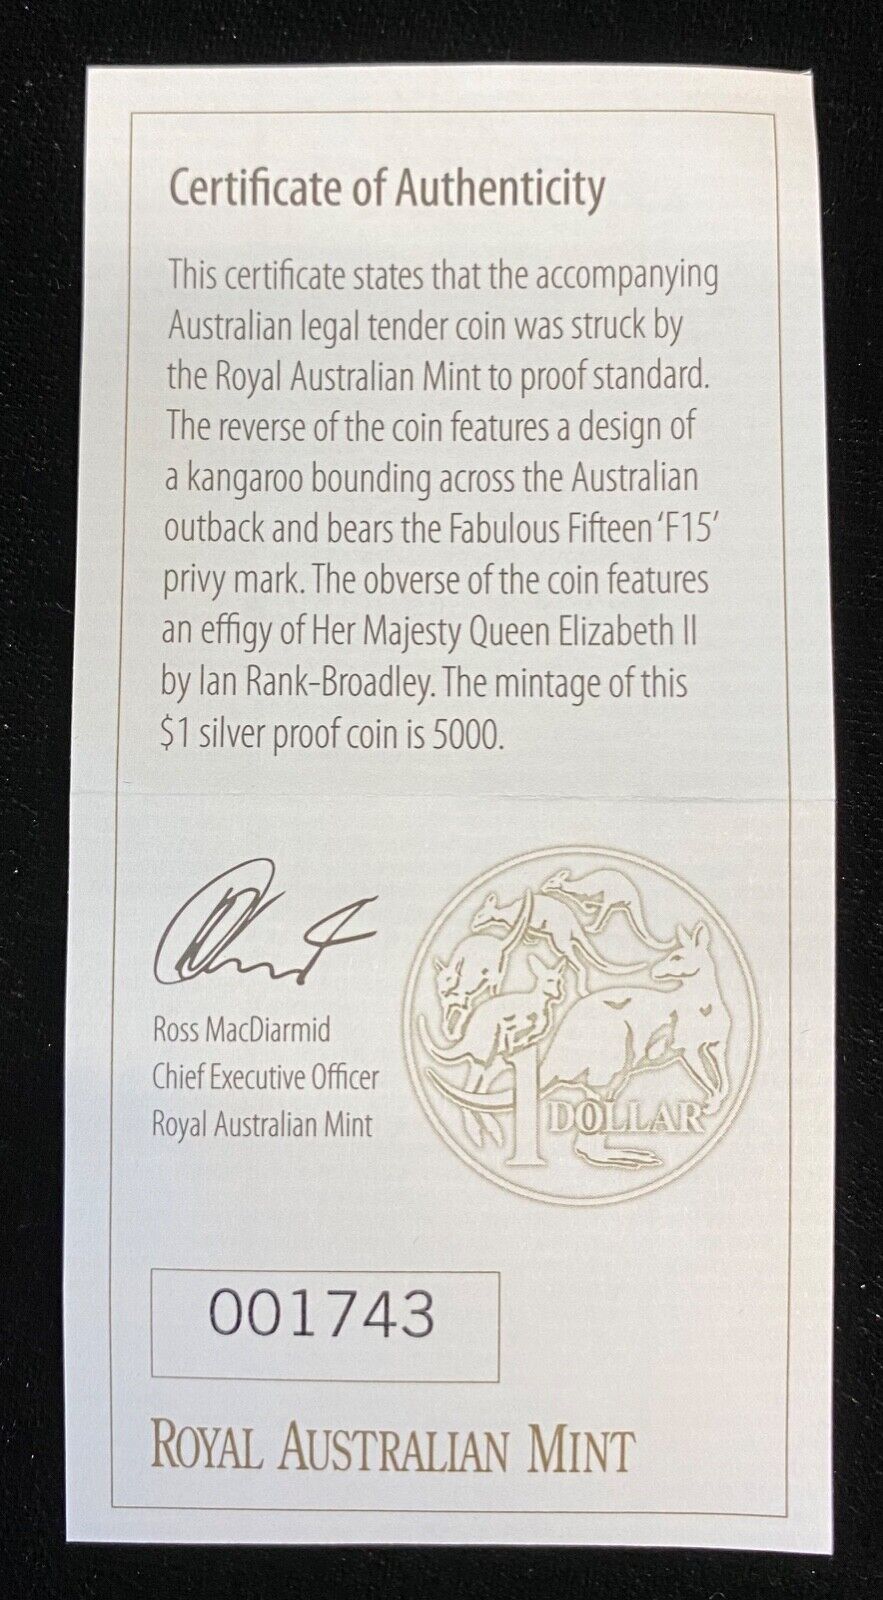 Certificate of Authenticity
This certificate states that the accompanying
Australian legal tender coin was struck by
the Royal Australian Mint to proof standard.
The reverse of the coin features a design of
a kangaroo bounding across the Australian
outback and bears the Fabulous Fifteen ‘F15’
privy mark. The obverse of the coin features
an effigy of Her Majesty Queen Elizabeth II
by Ian Rank-Broadley. The mintage of this
$1 silver proof coin is 5000.
Ross MacDiarmid
Chief Executive Officer
Royal Australian Mint
1 DOLLAR
001743
ROYAL AUSTRALIAN MINT